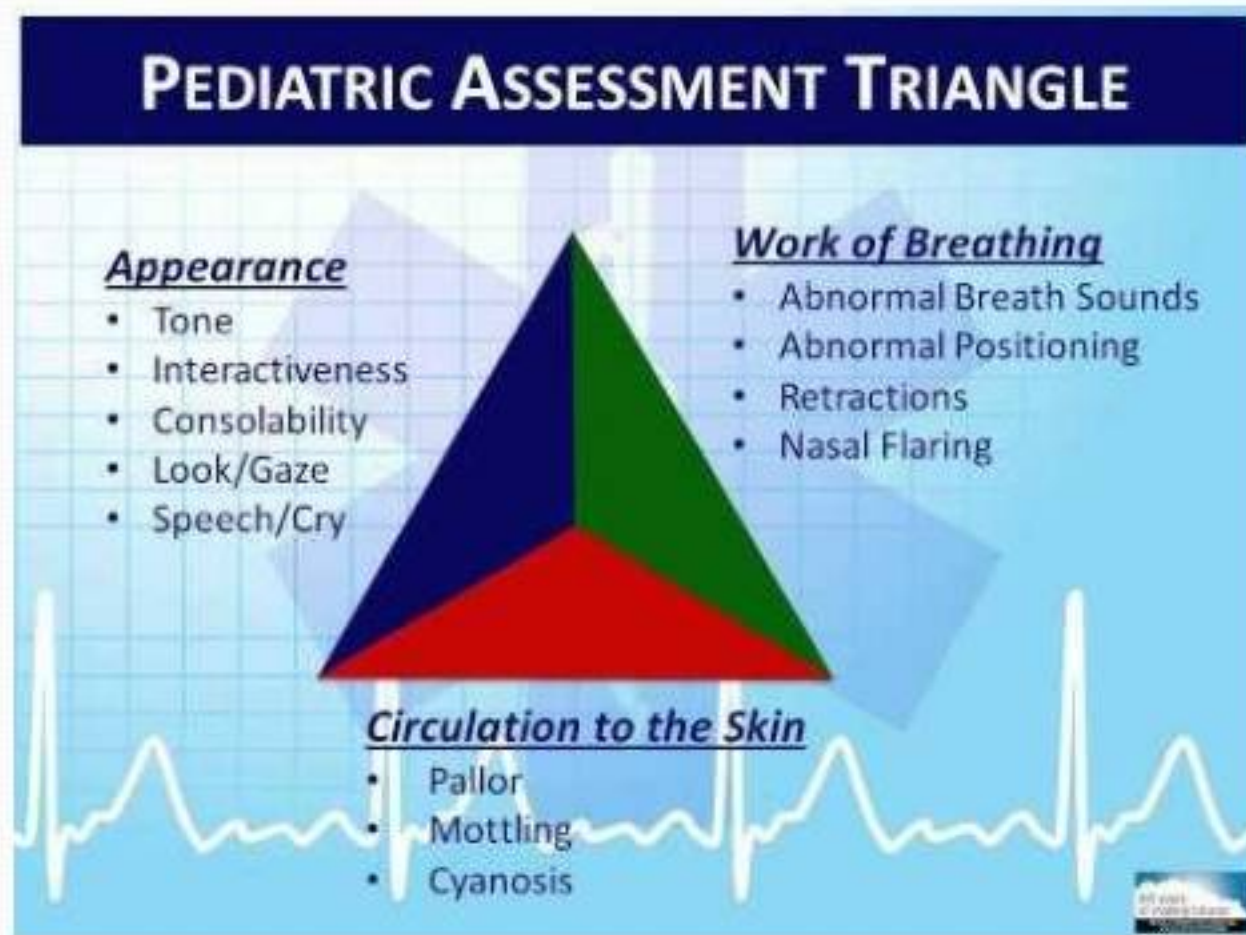 PEDIATRIC ASSESSMENT TRIANGLE
Appearance
• Tone
• Interactiveness
• Consolability
• Look/Gaze
• Speech/Cry
Work of Breathing
• Abnormal Breath Sounds
• Abnormal Positioning
• Retractions
• Nasal Flaring
Circulation to the Skin
• Pallor
• Mottling
• Cyanosis